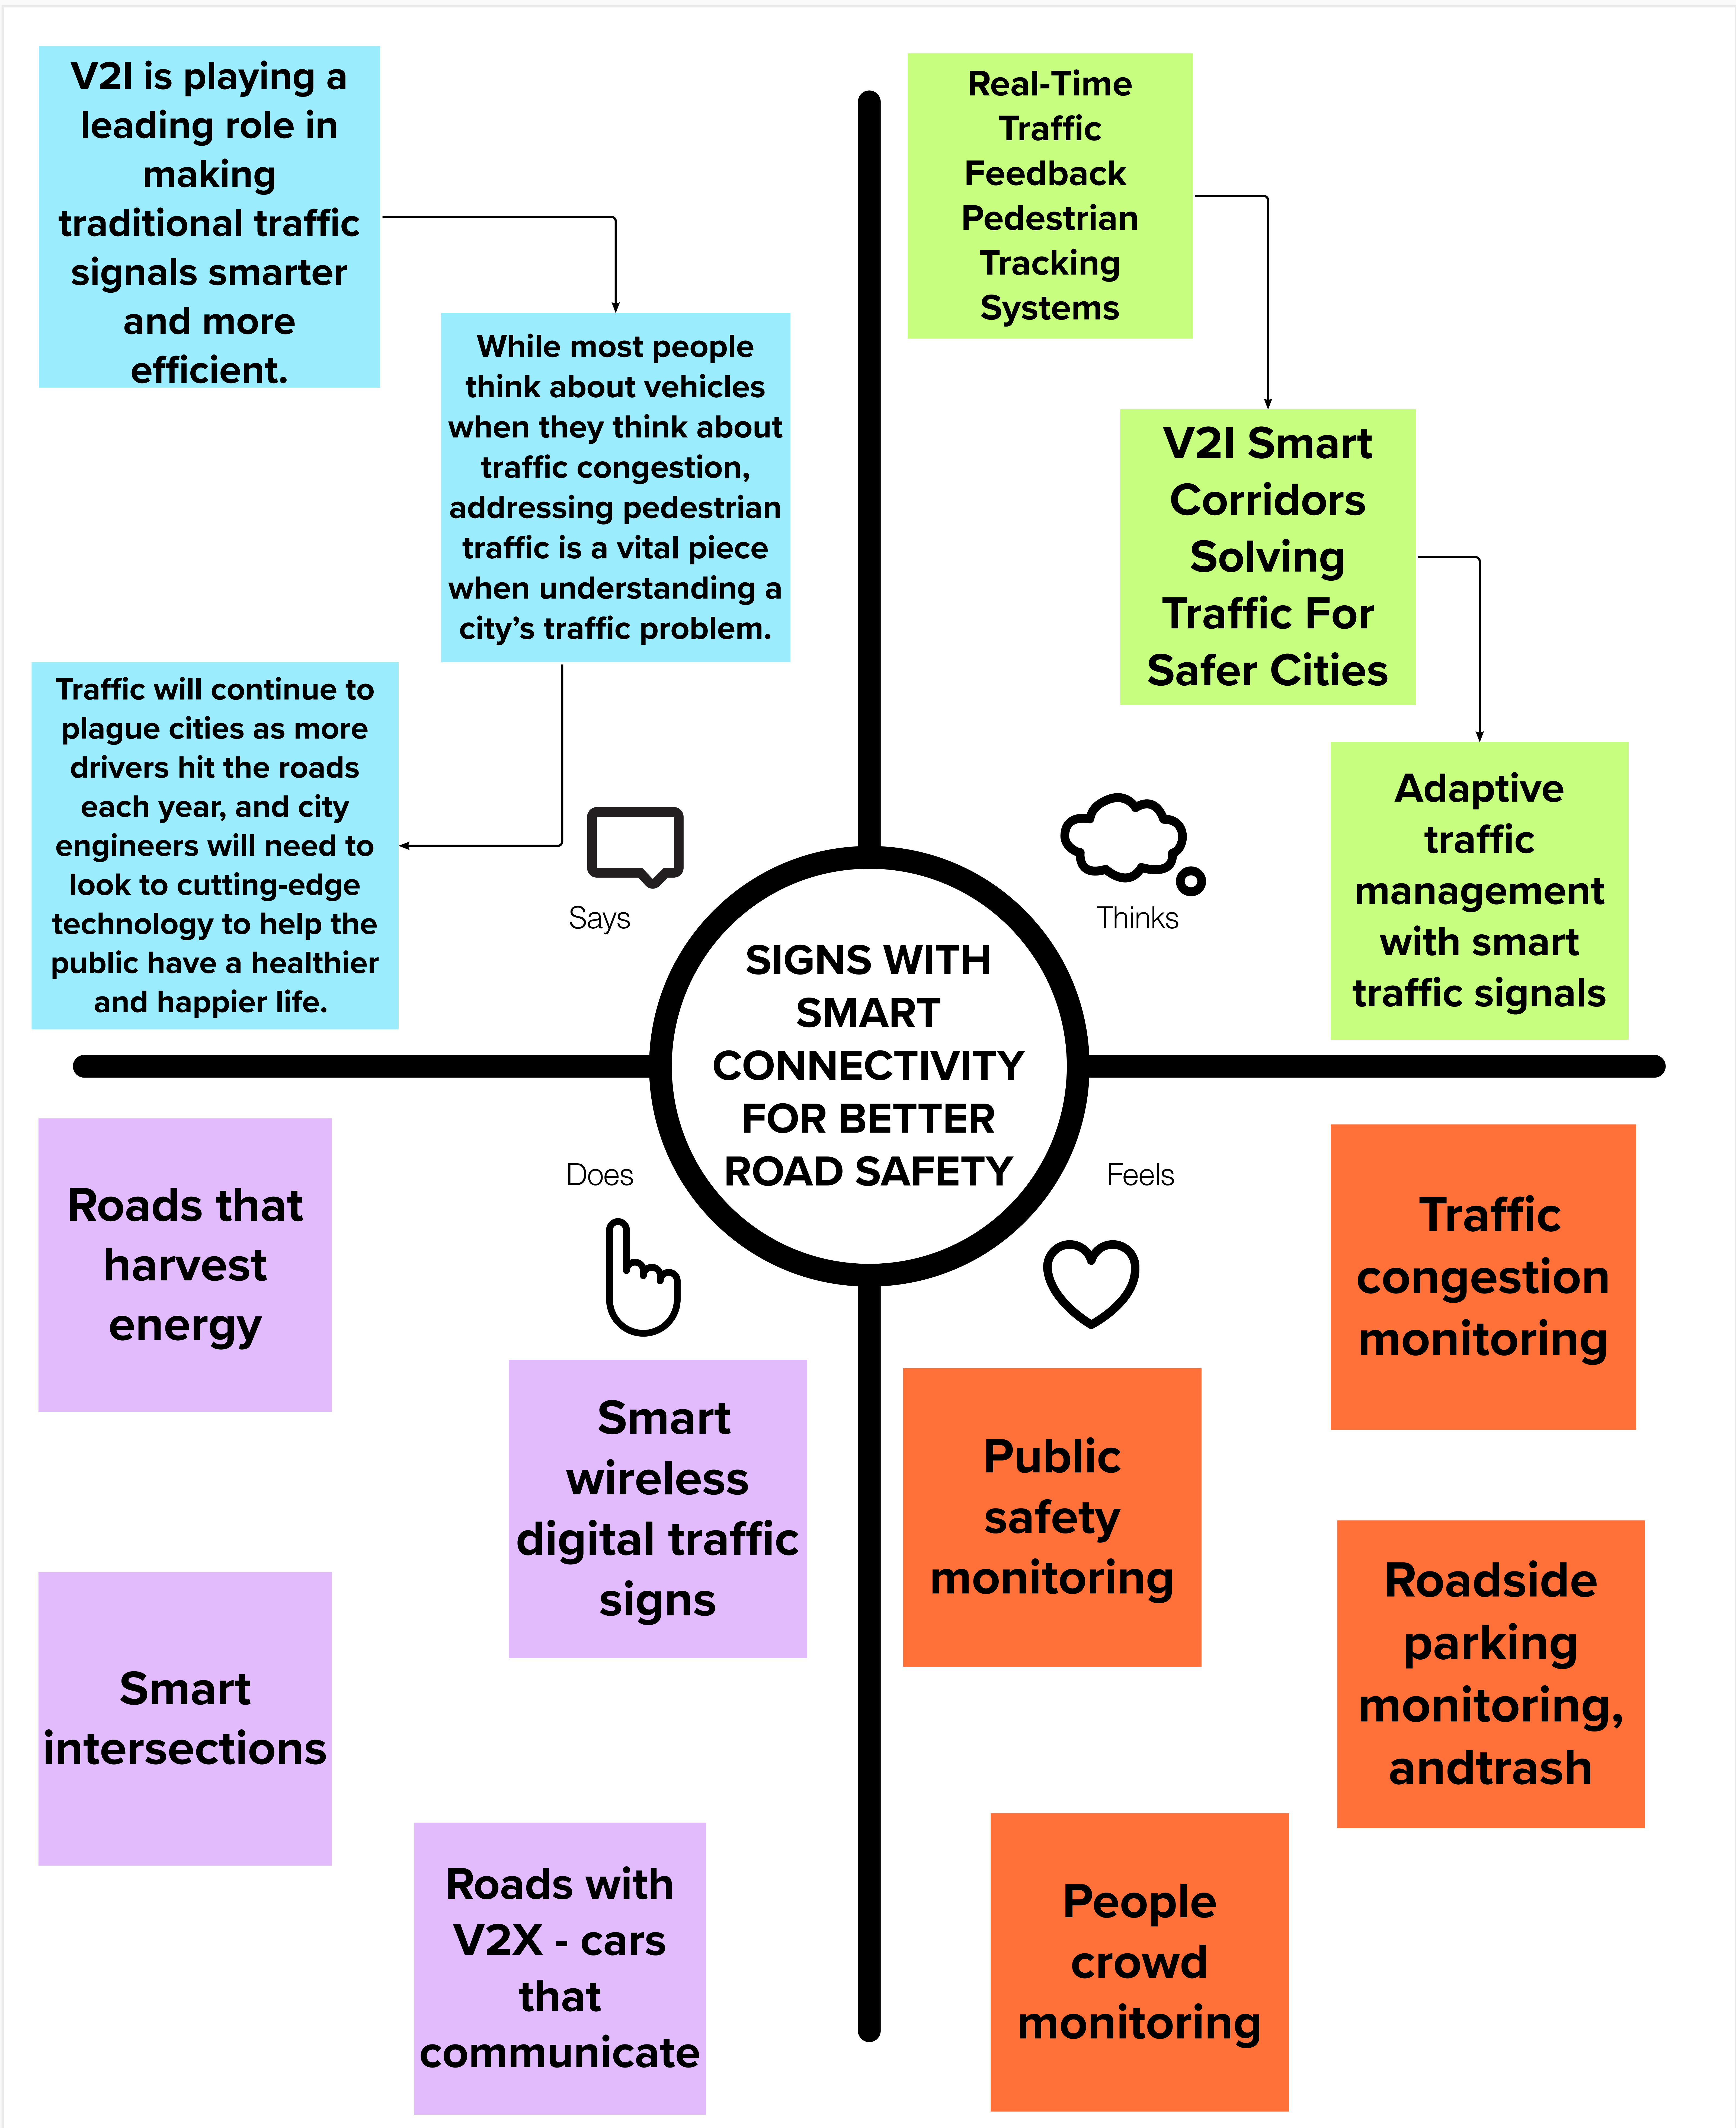 V2I is playing a
leading role in
making
traditional traffic
signals smarter
and more
efficient.
While most people
think about vehicles
when they think about
traffic congestion,
addressing pedestrian
traffic is a vital piece
when understanding a
city’s traffic problem.
Traffic will continue to
plague cities as more
drivers hit the roads
each year, and city
engineers will need to
look to cutting-edge
technology to help the
public have a healthier
and happier life.
Says
Real-Time
Traffic
Feedback
Pedestrian
Tracking
Systems
V2I Smart
Corridors
Solving
Traffic For
Safer Cities
Adaptive
traffic
management
with smart
traffic signals
Thinks
SIGNS WITH
SMART
CONNECTIVITY
FOR BETTER
ROAD SAFETY
Does
Roads that
harvest
energy
Smart
wireless
digital traffic
signs
Smart
intersections
Roads with
V2X - cars
that
communicate
Feels
Traffic
congestion
monitoring
Public
safety
monitoring
Roadside
parking
monitoring,
andtrash
People
crowd
monitoring